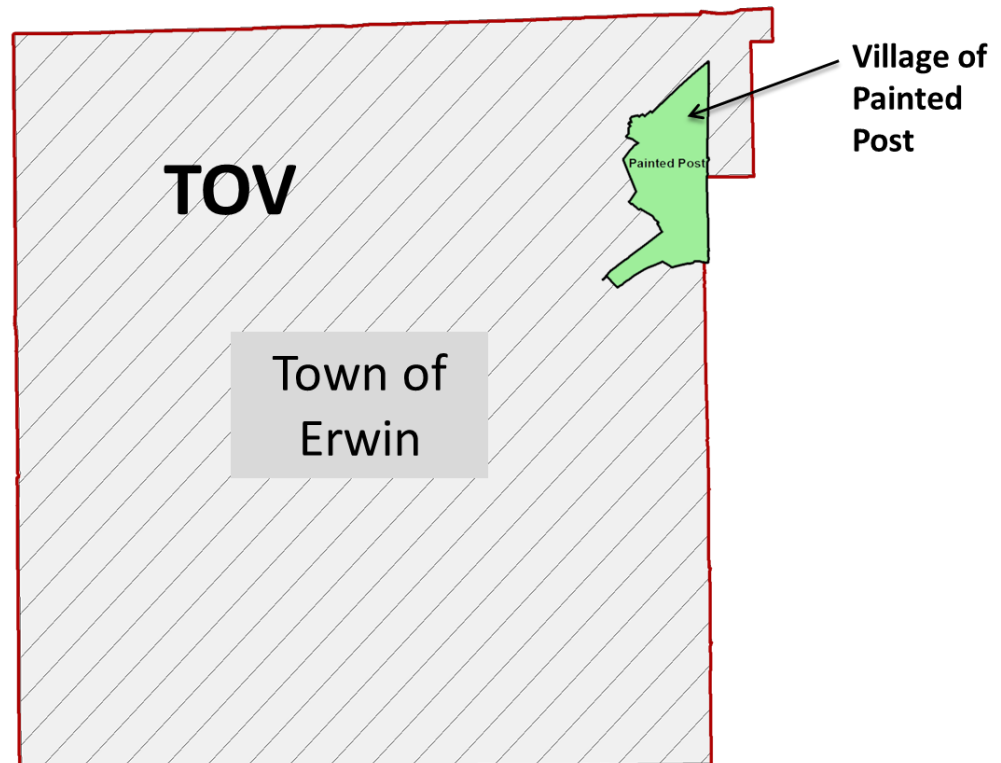 Village of
Painted
Post
Painted Post
TOV
Town of
Erwin